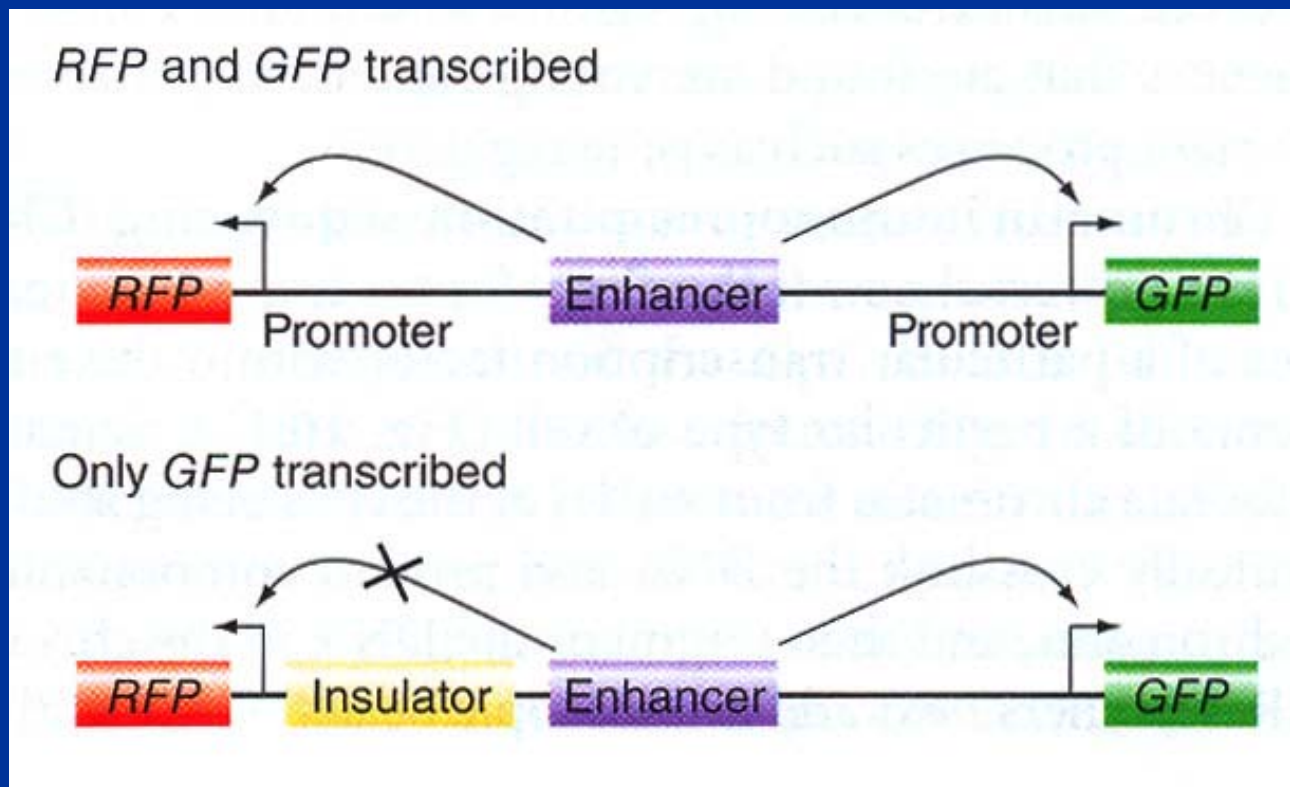 RFP and GFP transcribed
RFP Enhancer GFP
Promoter Promoter
Only GFP transcribed
RFP Insulator Enhancer GFP